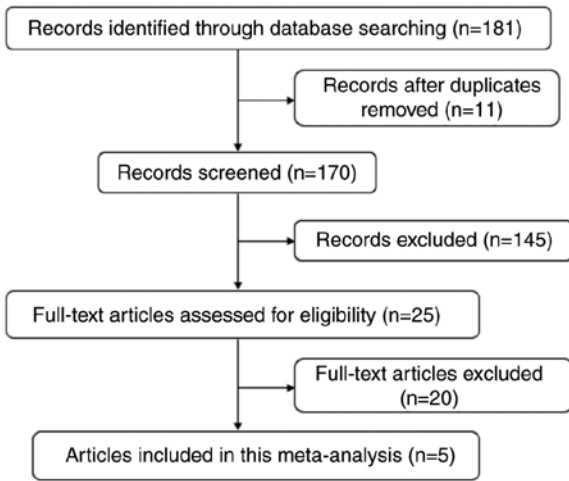 Records identified through database searching (n=181)
Records after duplicates
removed (n=11)
Records screened (n=170)
Records excluded (n=145)
Full-text articles assessed for eligibility (n=25)
Full-text articles excluded
(n=20)
Articles included in this meta-analysis (n=5)